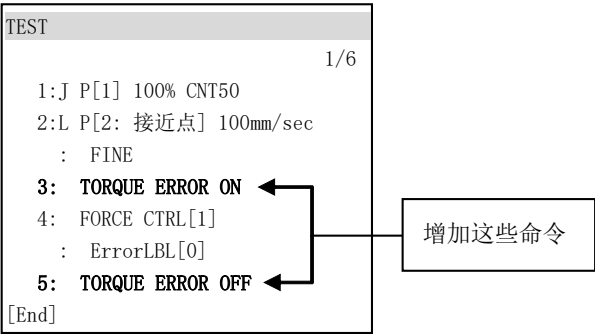 TEST
1/6
1:J P[1] 100% CNT50
2:L P[2: 接近点] 100mm/sec
: FINE
3: TORQUE ERROR ON
4: FORCE CTRL[1]
: ErrorLBL[0]
5: TORQUE ERROR OFF
[End]
增加这些命令